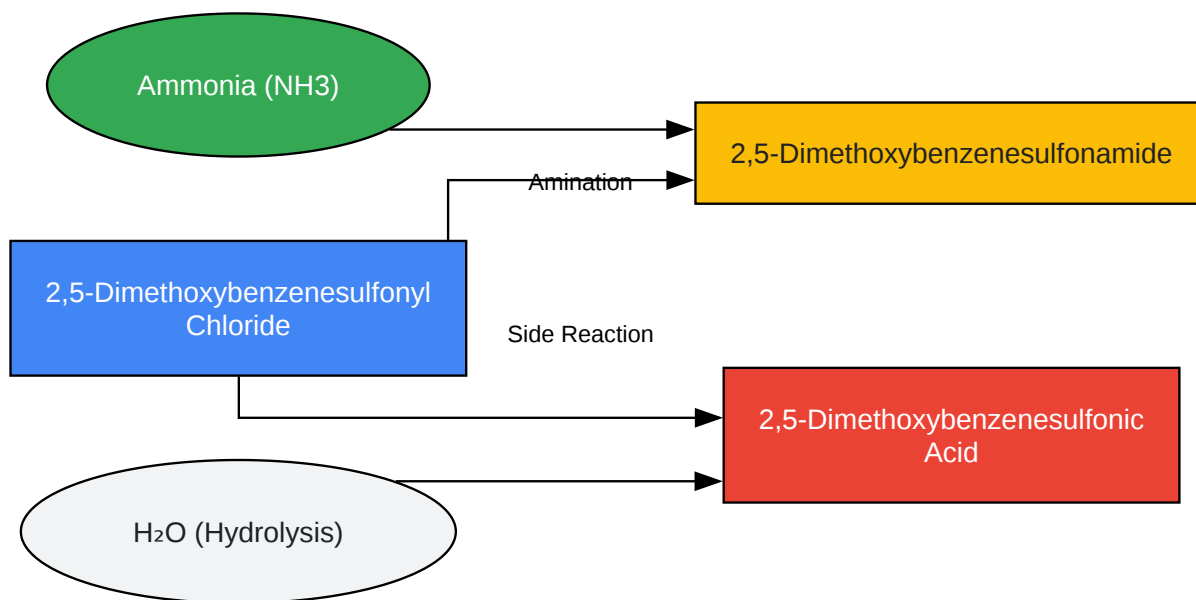 Ammonia (NH3)
2,5-Dimethoxybenzenesulfonamide
Amination
2,5-Dimethoxybenzenesulfonyl
Chloride
Side Reaction
2,5-Dimethoxybenzenesulfonic
Acid
H₂O (Hydrolysis)